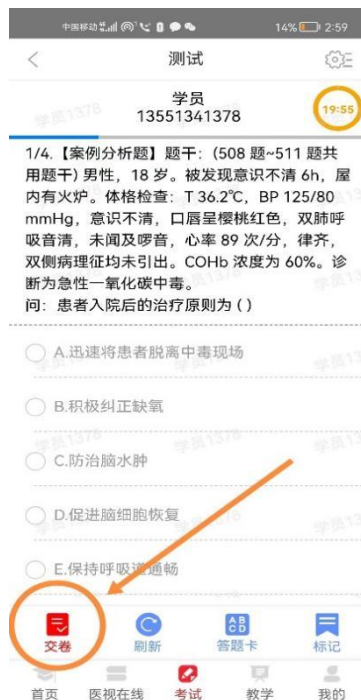 中国移动 14% 2:59
测试
学员
13551341378
19:55
1/4.【案例分析题】题干：(508 题~511 题共
用题干) 男性，18 岁。被发现意识不清 6h，屋
内有火炉。体格检查：T 36.2℃，BP 125/80
mmHg，意识不清，口唇呈樱桃红色，双肺呼
吸音清，未闻及啰音，心率 89 次/分，律齐，
双侧病理征均未引出。COHb 浓度为 60%。诊
断为急性一氧化碳中毒。
问：患者入院后的治疗原则为 ( )
A.迅速将患者脱离中毒现场
B.积极纠正缺氧
C.防治脑水肿
D.促进脑细胞恢复
E.保持呼吸道通畅
交卷 刷新 答题卡 标记
首页 医视在线 考试 教学 我的